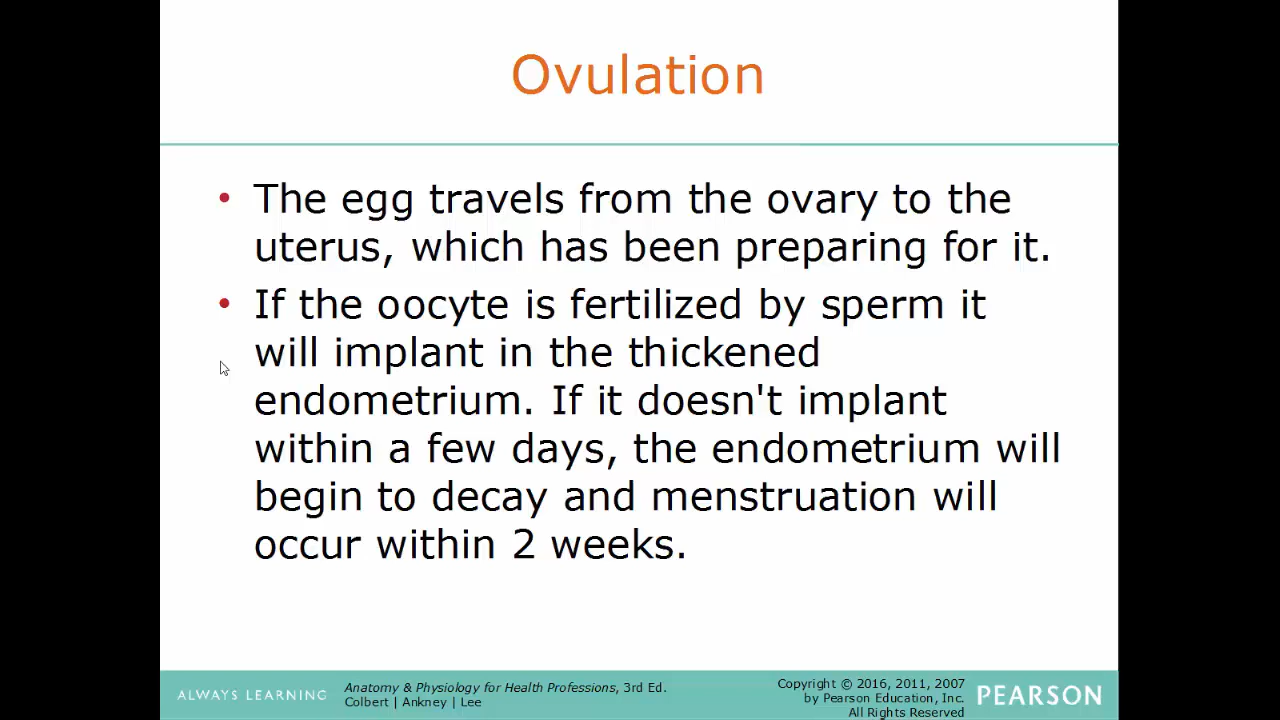 Ovulation
• The egg travels from the ovary to the
uterus, which has been preparing for it.
• If the oocyte is fertilized by sperm it
will implant in the thickened
endometrium. If it doesn't implant
within a few days, the endometrium will
begin to decay and menstruation will
occur within 2 weeks.
ALWAYS LEARNING
Anatomy & Physiology for Health Professions, 3rd Ed.
Colbert | Ankney | Lee
Copyright © 2016, 2011, 2007
by Pearson Education, Inc.
All Rights Reserved
PEARSON